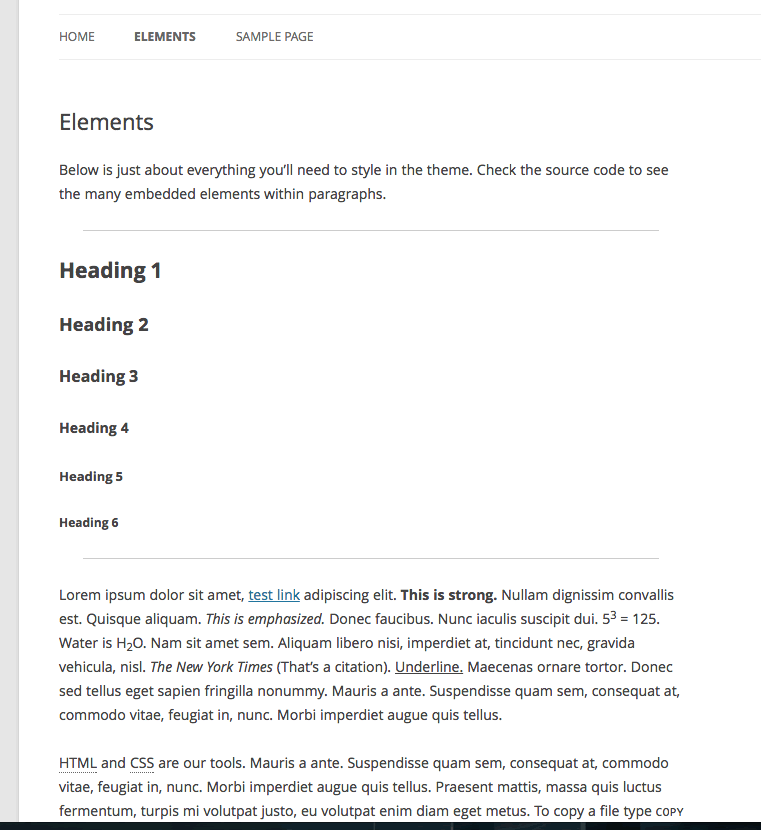 HOME ELEMENTS SAMPLE PAGE
Elements
Below is just about everything you’ll need to style in the theme. Check the source code to see
the many embedded elements within paragraphs.
Heading 1
Heading 2
Heading 3
Heading 4
Heading 5
Heading 6
Lorem ipsum dolor sit amet, test link adipiscing elit. This is strong. Nullam dignissim convallis
est. Quisque aliquam. This is emphasized. Donec faucibus. Nunc iaculis suscipit dui. 5³ = 125.
Water is H₂O. Nam sit amet sem. Aliquam libero nisi, imperdiet at, tincidunt nec, gravida
vehicula, nisl. The New York Times (That’s a citation). Underline. Maecenas ornare tortor. Donec
sed tellus eget sapien fringilla nonummy. Mauris a ante. Suspendisse quam sem, consequat at,
commodo vitae, feugiat in, nunc. Morbi imperdiet augue quis tellus.
HTML and CSS are our tools. Mauris a ante. Suspendisse quam sem, consequat at, commodo
vitae, feugiat in, nunc. Morbi imperdiet augue quis tellus. Praesent mattis, massa quis luctus
fermentum, turpis mi volutpat justo, eu volutpat enim diam eget metus. To copy a file type COPY